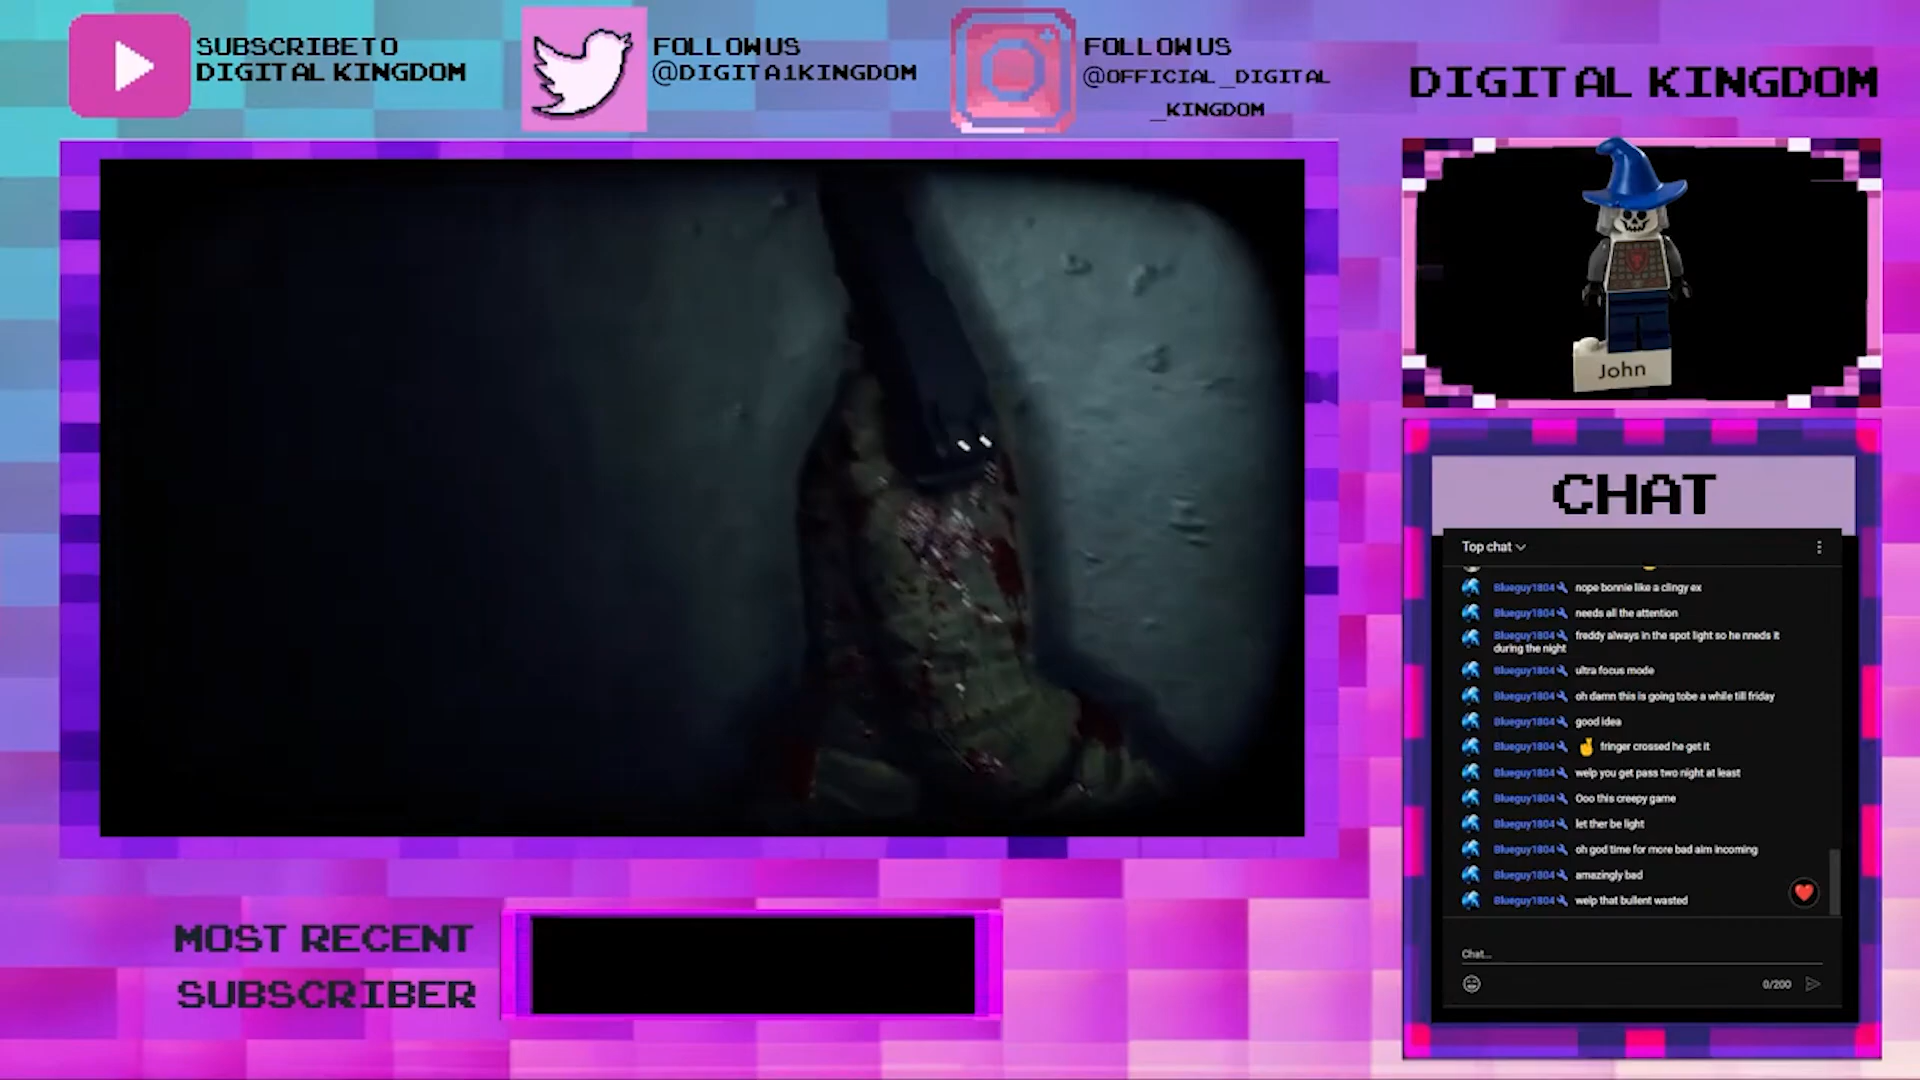 SUBSCRIBE TO
DIGITAL KINGDOM
FOLLOW US
@DIGITA1KINGDOM
FOLLOW US
@OFFICIAL_DIGITAL
_KINGDOM
DIGITAL KINGDOM
John
CHAT
Top chat
Blueguy1804 nope bonnie like a clingy ex
Blueguy1804 needs all the attention
Blueguy1804 freddy always in the spot light so he nneds it
during the night
Blueguy1804 ultra focus mode
Blueguy1804 oh damn this is going tobe a while till friday
Blueguy1804 good idea
Blueguy1804 🤞 fringer crossed he get it
Blueguy1804 welp you get pass two night at least
Blueguy1804 Ooo this creepy game
Blueguy1804 let ther be light
Blueguy1804 oh god time for more bad aim incoming
Blueguy1804 amazingly bad
Blueguy1804 welp that bullent wasted
Chat...
0/200
MOST RECENT
SUBSCRIBER